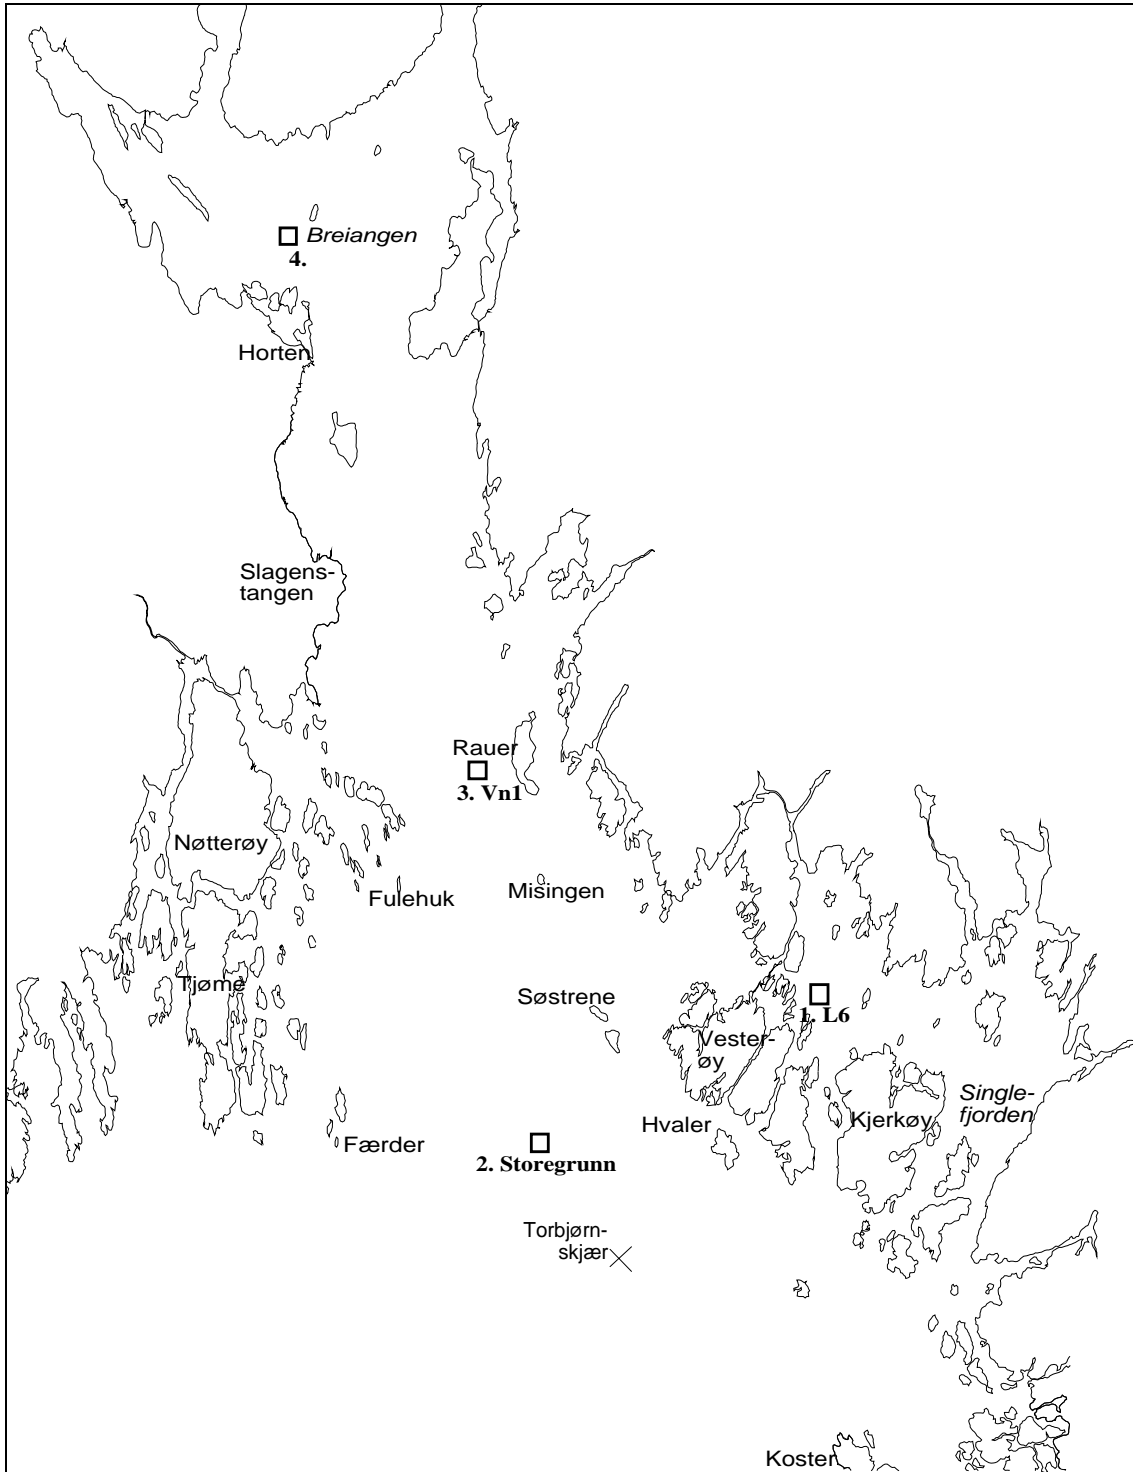 Breiangen
4.
Horten
Slagens-
tangen
Rauer
3. Vn1
Nøtterøy
Misingen
Fulehuk
Tjøme
Søstrene
1. L6
Vester-
øy
Single-
fjorden
Hvaler
Kjerkøy
Færder
2. Storegrunn
Torbjørn-
skjær
Koster